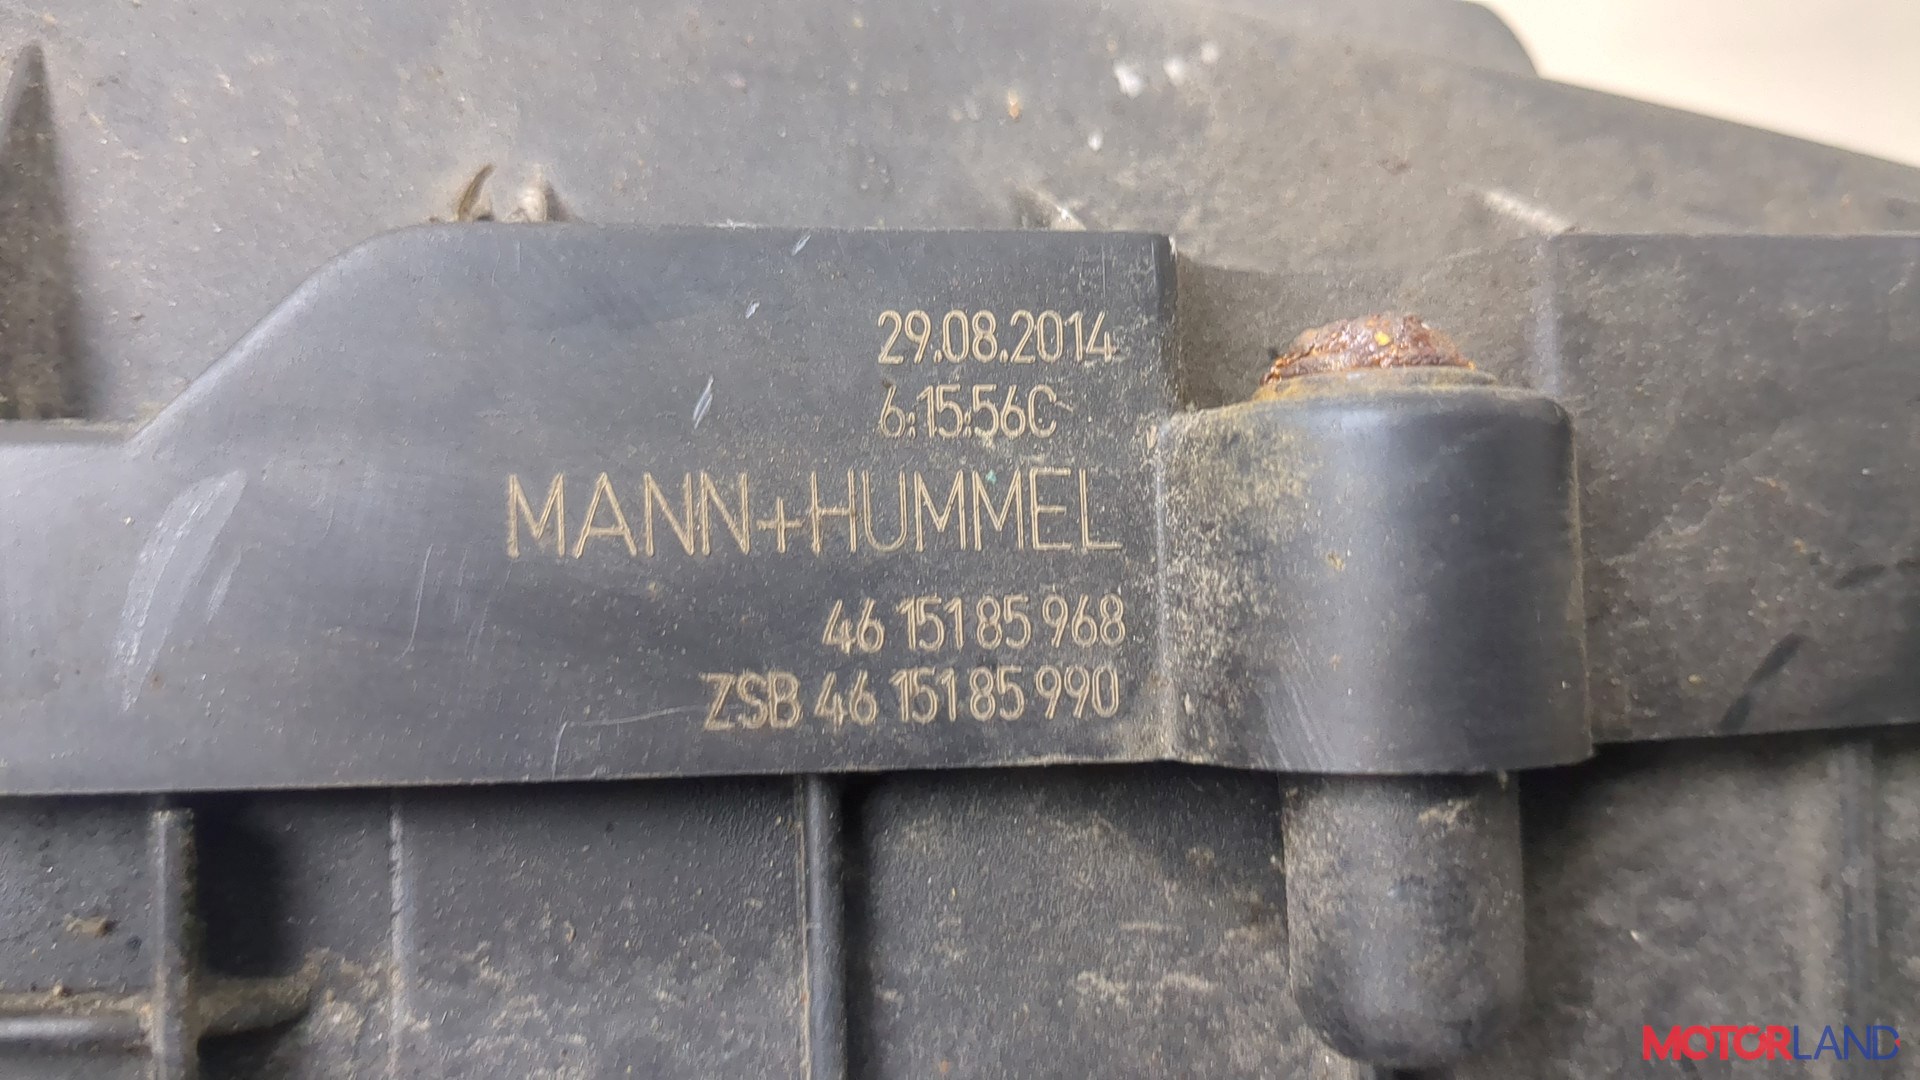 29.08.2014
6:15:56C
MANN+HUMMEL
46 151 85 968
ZSB 46 151 85 990
MOTORLAND